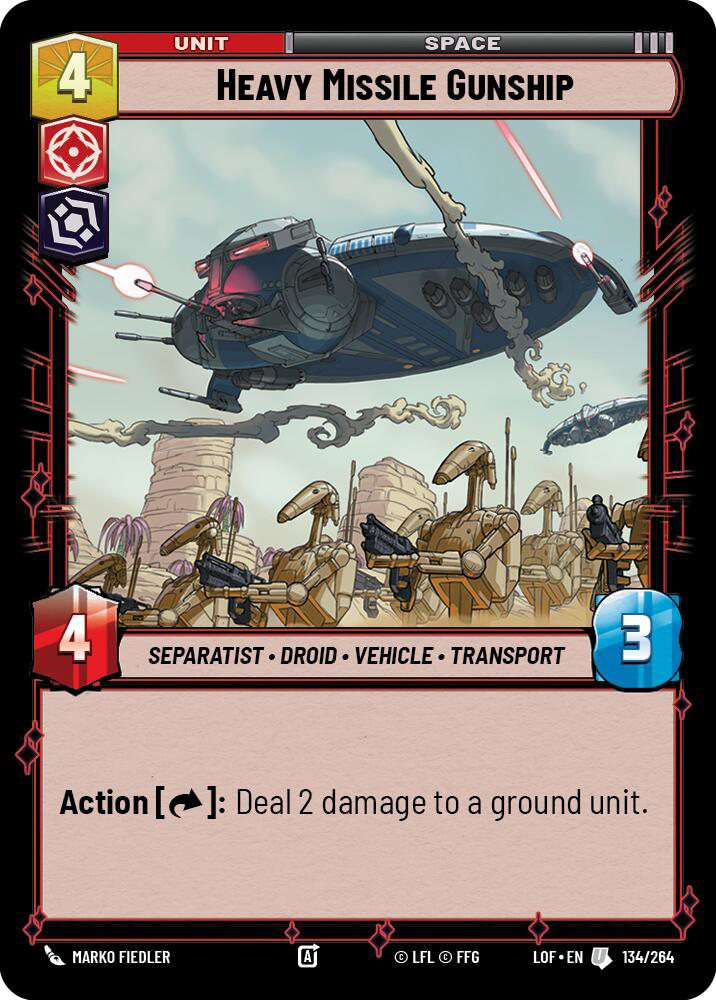 UNIT SPACE
4 HEAVY MISSILE GUNSHIP
4 SEPARATIST • DROID • VEHICLE • TRANSPORT 3
Action [ ]: Deal 2 damage to a ground unit.
MARKO FIEDLER A © LFL © FFG LOF • EN U 134/264